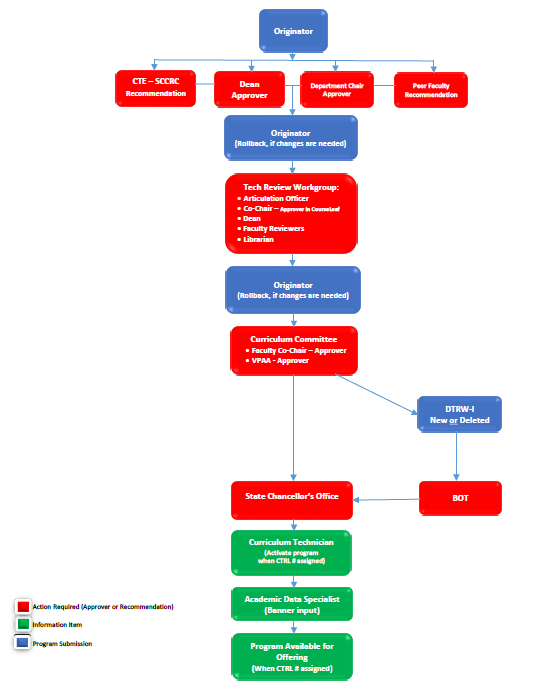 Originator
CTE – SCCRC
Recommendation
Dean
Approver
Department Chair
Approver
Peer Faculty
Recommendation
Originator
(Rollback, if changes are needed)
Tech Review Workgroup:
• Articulation Officer
• Co-Chair – Approver in CourseLeaf
• Dean
• Faculty Reviewers
• Librarian
Originator
(Rollback, if changes are needed)
Curriculum Committee
• Faculty Co-Chair – Approver
• VPAA - Approver
DTRW-I
New or Deleted
State Chancellor's Office
BOT
Curriculum Technician
(Activate program
when CTRL # assigned)
Academic Data Specialist
(Banner input)
Program Available for
Offering
(When CTRL # assigned)
Action Required (Approver or Recommendation)
Information Item
Program Submission